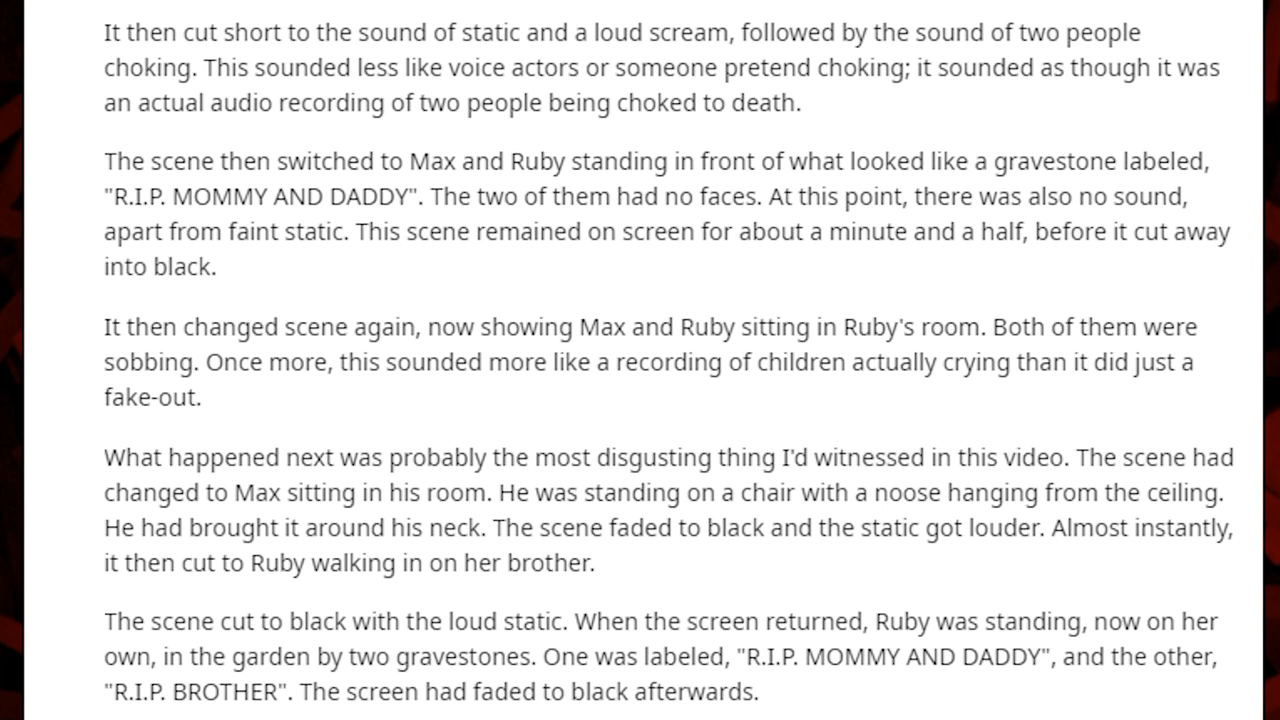 It then cut short to the sound of static and a loud scream, followed by the sound of two people
choking. This sounded less like voice actors or someone pretend choking; it sounded as though it was
an actual audio recording of two people being choked to death.
The scene then switched to Max and Ruby standing in front of what looked like a gravestone labeled,
"R.I.P. MOMMY AND DADDY". The two of them had no faces. At this point, there was also no sound,
apart from faint static. This scene remained on screen for about a minute and a half, before it cut away
into black.
It then changed scene again, now showing Max and Ruby sitting in Ruby's room. Both of them were
sobbing. Once more, this sounded more like a recording of children actually crying than it did just a
fake-out.
What happened next was probably the most disgusting thing I'd witnessed in this video. The scene had
changed to Max sitting in his room. He was standing on a chair with a noose hanging from the ceiling.
He had brought it around his neck. The scene faded to black and the static got louder. Almost instantly,
it then cut to Ruby walking in on her brother.
The scene cut to black with the loud static. When the screen returned, Ruby was standing, now on her
own, in the garden by two gravestones. One was labeled, "R.I.P. MOMMY AND DADDY", and the other,
"R.I.P. BROTHER". The screen had faded to black afterwards.